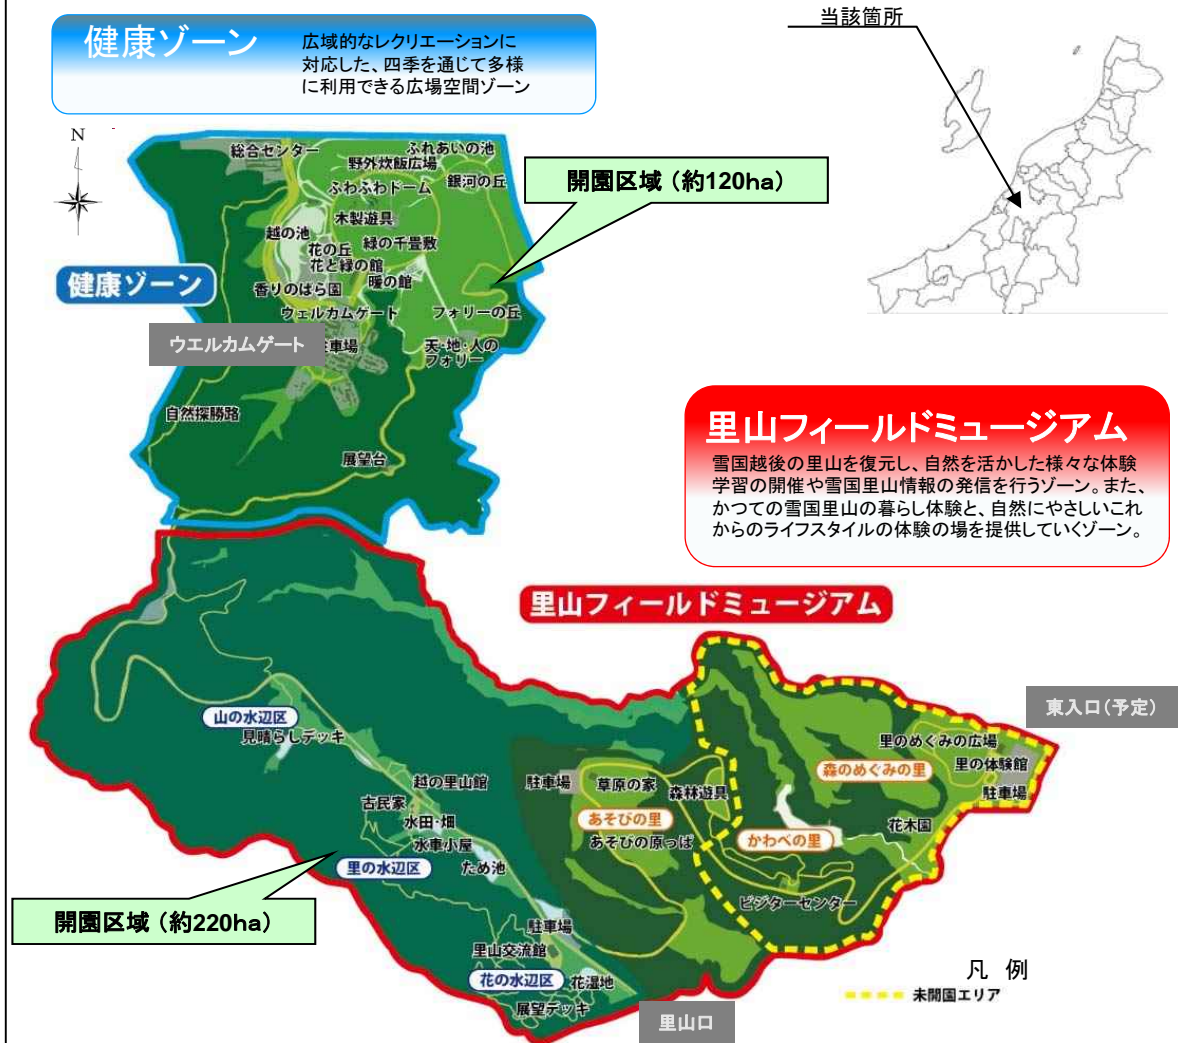 健康ゾーン
広域的なレクリエーションに
対応した、四季を通じて多様
に利用できる広場空間ゾーン
当該箇所
N
総合センター
ふれあいの池
野外炊飯広場
ふわふわドーム
銀河の丘
開園区域（約120ha）
木製遊具
越の池
花の丘
緑の千畳敷
花と緑の館
暖の館
健康ゾーン
香りのはら園
ウェルカムゲート
フォリーの丘
ウエルカムゲート
車場
天・地・人の
フォリー
自然探勝路
展望台
里山フィールドミュージアム
雪国越後の里山を復元し、自然を活かした様々な体験
学習の開催や雪国里山情報の発信を行うゾーン。また、
かつての雪国里山の暮らし体験と、自然にやさしいこれ
からのライフスタイルの体験の場を提供していくゾーン。
里山フィールドミュージアム
東入口(予定)
山の水辺区
見晴らしデッキ
里のめぐみの広場
森のめぐみの里
里の体験館
駐車場
越の里山館
駐車場
草原の家
森林遊具
古民家
水田・畑
あそびの里
花木園
水車小屋
あそびの原っぱ
かわべの里
里の水辺区
ため池
ビジターセンター
開園区域（約220ha）
駐車場
里山交流館
花の水辺区
花湿地
展望デッキ
里山口
凡 例
未開園エリア